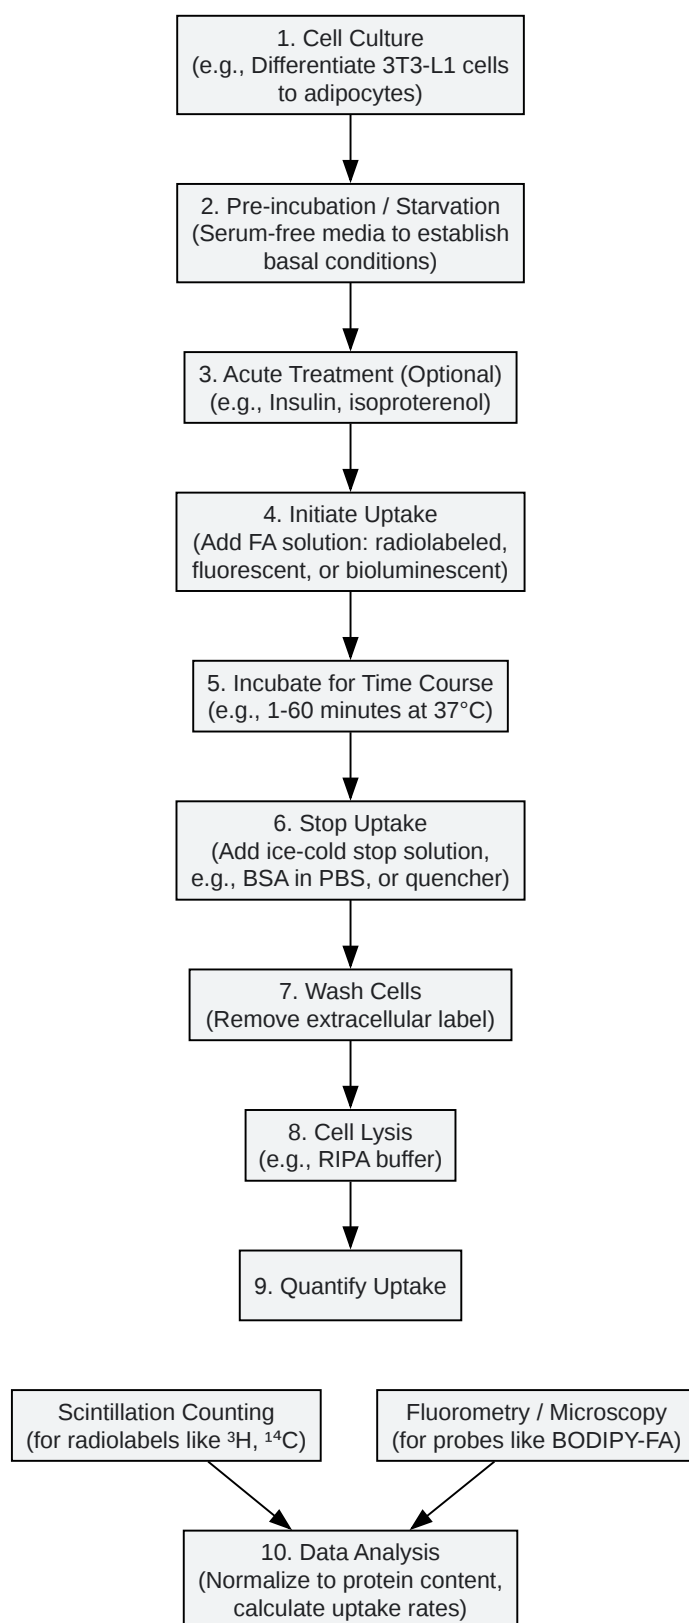 1. Cell Culture
(e.g., Differentiate 3T3-L1 cells
to adipocytes)
2. Pre-incubation / Starvation
(Serum-free media to establish
basal conditions)
3. Acute Treatment (Optional)
(e.g., Insulin, isoproterenol)
4. Initiate Uptake
(Add FA solution: radiolabeled,
fluorescent, or bioluminescent)
5. Incubate for Time Course
(e.g., 1-60 minutes at 37°C)
6. Stop Uptake
(Add ice-cold stop solution,
e.g., BSA in PBS, or quencher)
7. Wash Cells
(Remove extracellular label)
8. Cell Lysis
(e.g., RIPA buffer)
9. Quantify Uptake
Scintillation Counting
(for radiolabels like ³H, ¹⁴C)
Fluorometry / Microscopy
(for probes like BODIPY-FA)
10. Data Analysis
(Normalize to protein content,
calculate uptake rates)